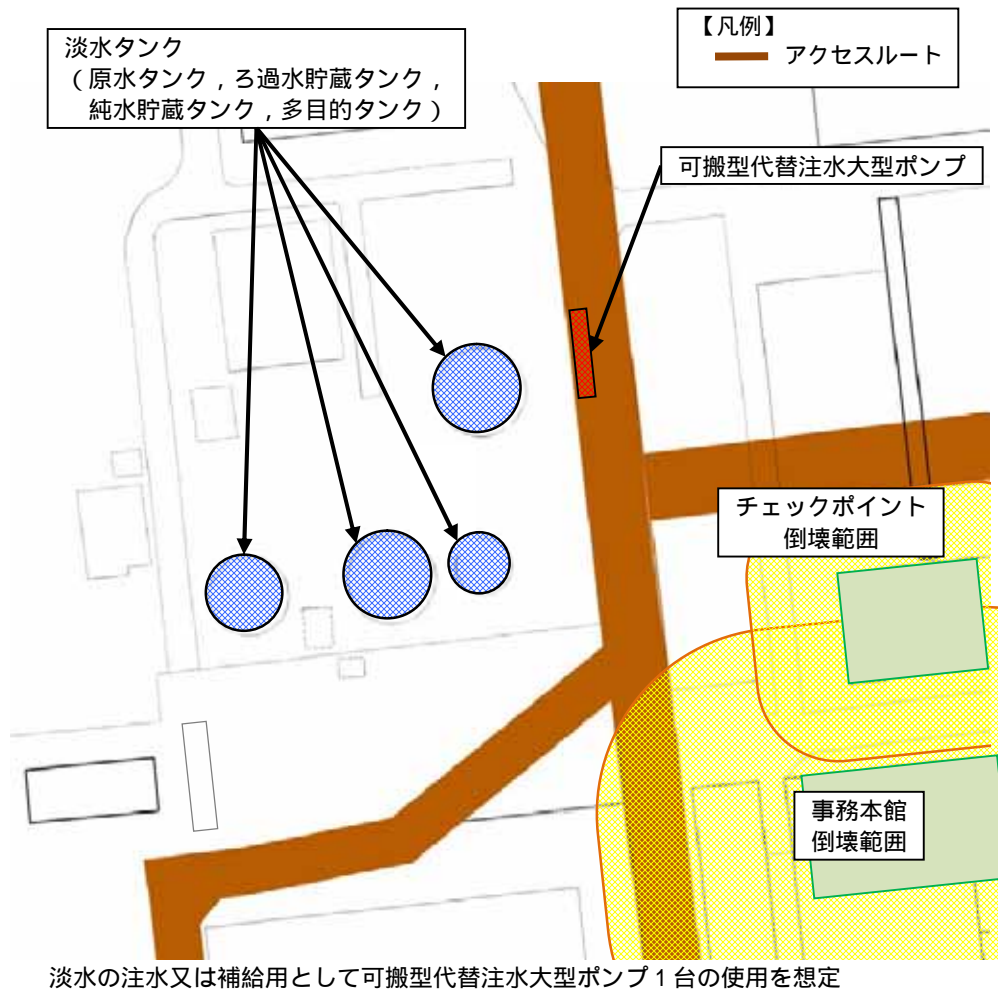 淡水タンク
（原水タンク，ろ過水貯蔵タンク，
純水貯蔵タンク，多目的タンク）
【凡例】
アクセスルート
可搬型代替注水大型ポンプ
チェックポイント
倒壊範囲
事務本館
倒壊範囲
淡水の注水又は補給用として可搬型代替注水大型ポンプ１台の使用を想定